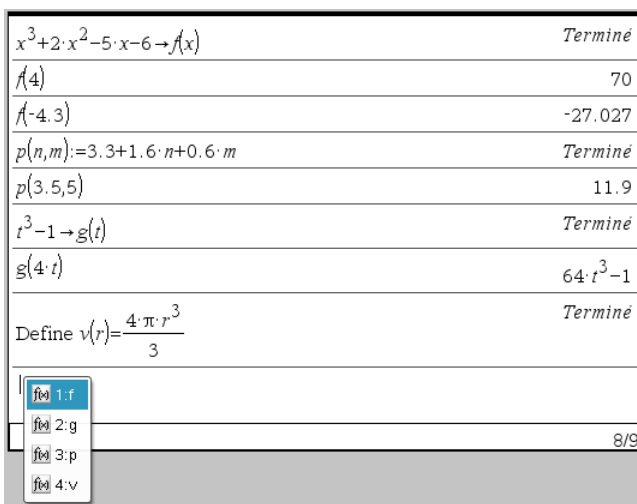 x³+2·x²−5·x−6→f(x) Terminé
f(4) 70
f(-4.3) -27.027
p(n,m):=3.3+1.6·n+0.6·m Terminé
p(3.5,5) 11.9
t³−1→g(t) Terminé
g(4·t) 64·t³−1
Define v(r)=4·π·r³/3 Terminé
f(x) 1:f
f(x) 2:g
f(x) 3:p
f(x) 4:v
8/9